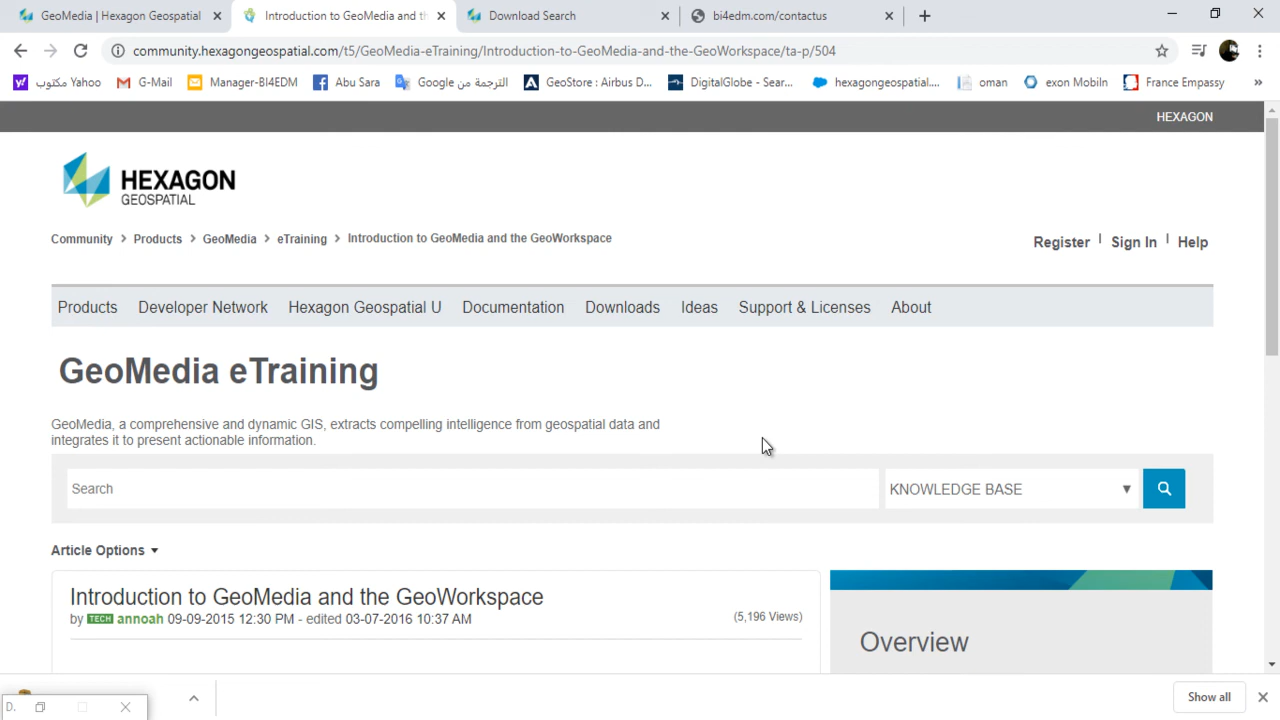 GeoMedia | Hexagon Geospatial
Introduction to GeoMedia and th
Download Search
bi4edm.com/contactus
community.hexagongeospatial.com/t5/GeoMedia-eTraining/Introduction-to-GeoMedia-and-the-GeoWorkspace/ta-p/504
Yahoo مكتوب
G-Mail
Manager-BI4EDM
Abu Sara
الترجمة من Google
GeoStore : Airbus D...
DigitalGlobe - Sear...
hexagongeospatial....
oman
exon Mobiln
France Empassy
»
HEXAGON
HEXAGON
GEOSPATIAL
Community > Products > GeoMedia > eTraining > Introduction to GeoMedia and the GeoWorkspace
Register | Sign In | Help
Products Developer Network Hexagon Geospatial U Documentation Downloads Ideas Support & Licenses About
GeoMedia eTraining
GeoMedia, a comprehensive and dynamic GIS, extracts compelling intelligence from geospatial data and
integrates it to present actionable information.
Search
KNOWLEDGE BASE
Article Options
Introduction to GeoMedia and the GeoWorkspace
by TECH annoah 09-09-2015 12:30 PM - edited 03-07-2016 10:37 AM
(5,196 Views)
Overview
D.
Show all